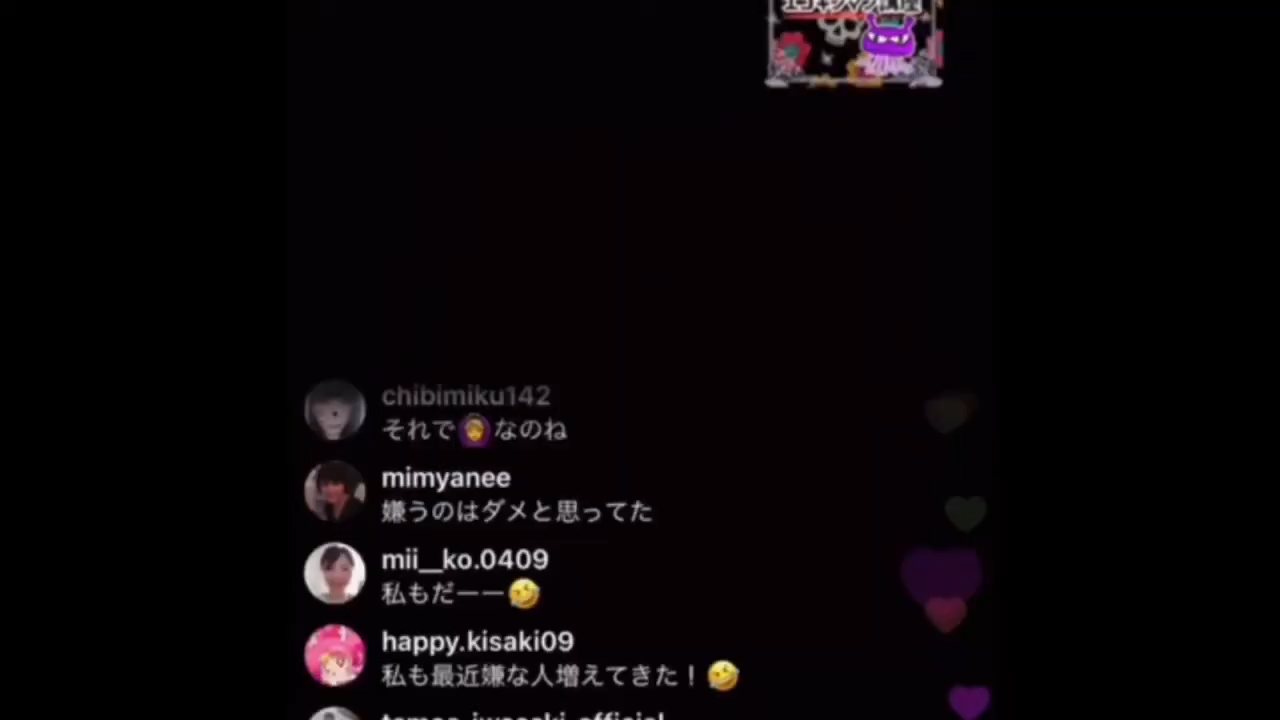 chibimiku142
それで🙆なのね
mimyanee
嫌うのはダメと思ってた
mii__ko.0409
私もだーー🤣
happy.kisaki09
私も最近嫌な人増えてきた！🤣